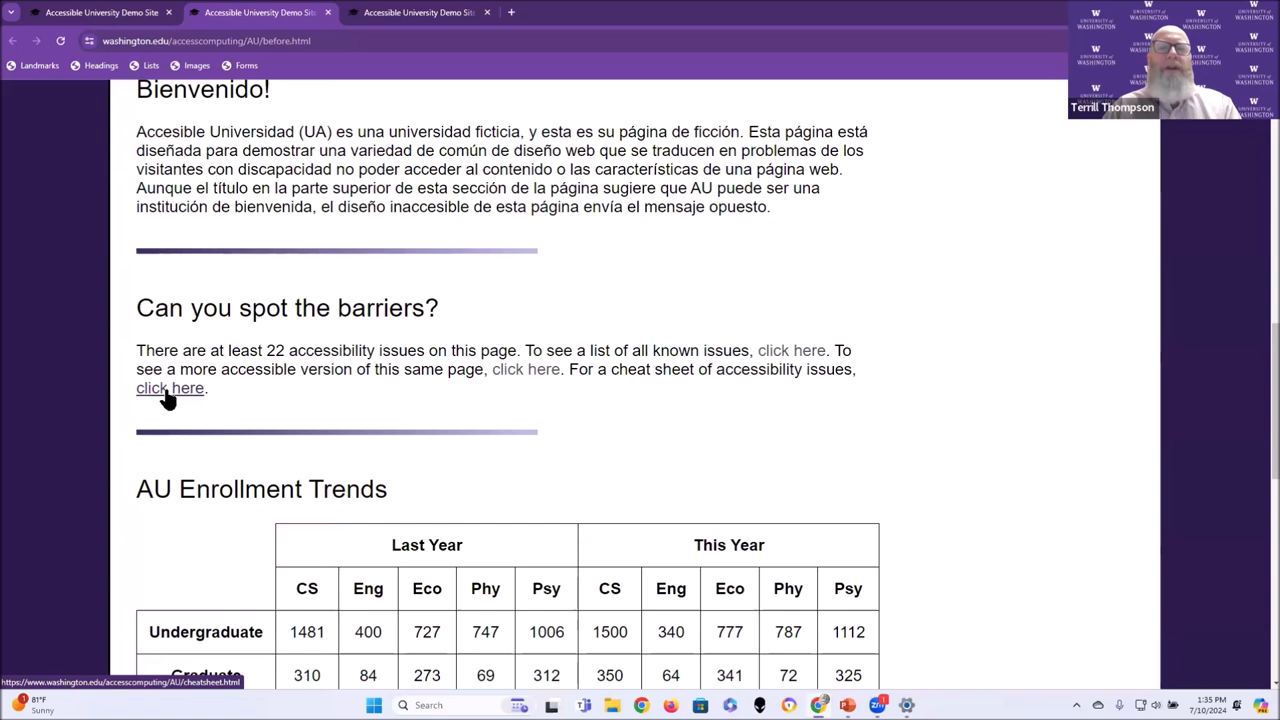 Accessible University Demo Site
Accessible University Demo Site
Accessible University Demo Site
washington.edu/accesscomputing/AU/before.html
Landmarks
Headings
Lists
Images
Forms
UNIVERSITY of WASHINGTON
Terrill Thompson
Bienvenido!
Accesible Universidad (UA) es una universidad ficticia, y esta es su página de ficción. Esta página está
diseñada para demostrar una variedad de común de diseño web que se traducen en problemas de los
visitantes con discapacidad no poder acceder al contenido o las características de una página web.
Aunque el título en la parte superior de esta sección de la página sugiere que AU puede ser una
institución de bienvenida, el diseño inaccesible de esta página envía el mensaje opuesto.
Can you spot the barriers?
There are at least 22 accessibility issues on this page. To see a list of all known issues, click here. To
see a more accessible version of this same page, click here. For a cheat sheet of accessibility issues,
click here.
AU Enrollment Trends
Last Year This Year
CS Eng Eco Phy Psy CS Eng Eco Phy Psy
Undergraduate 1481 400 727 747 1006 1500 340 777 787 1112
Graduate 310 84 273 69 312 350 64 341 72 325
https://www.washington.edu/accesscomputing/AU/cheatsheet.html
81°F
Sunny
Search
1:35 PM
7/10/2024